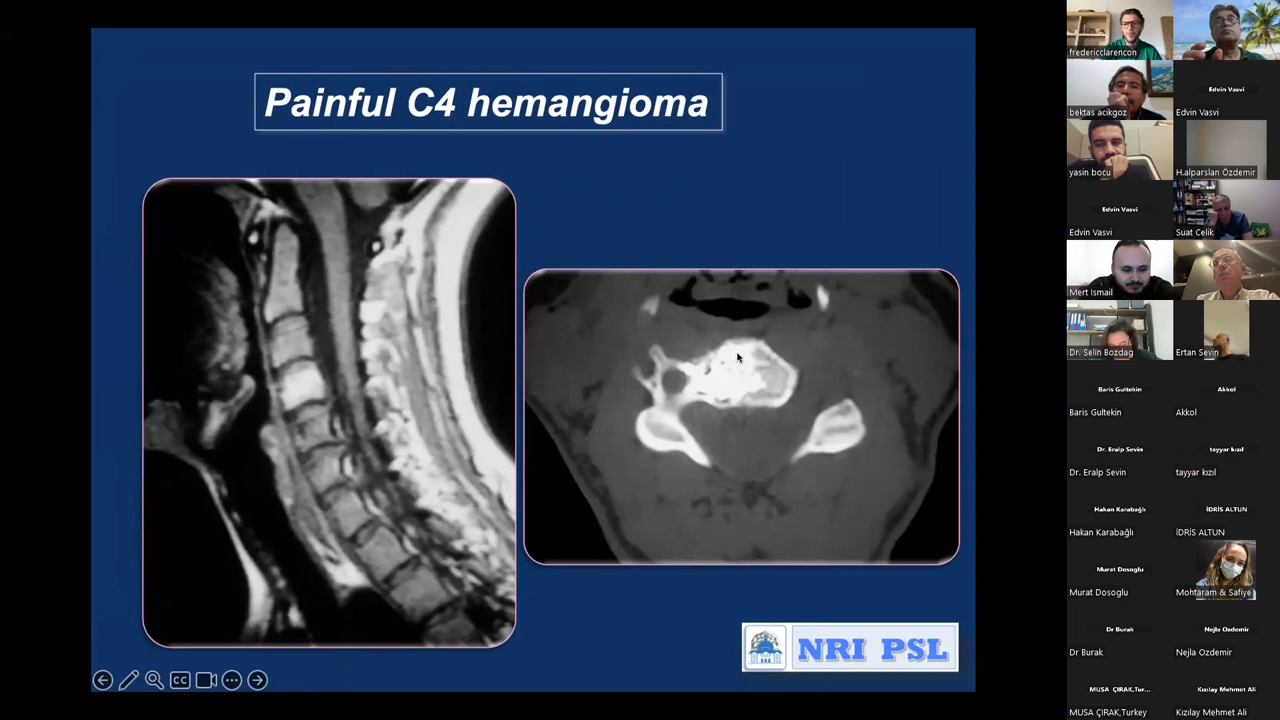 Painful C4 hemangioma
NRI PSL
CC
fredericclarencon
bektas acikgoz
Edvin Vasvi
Edvin Vasvi
yasin bocu
H.alparslan Özdemir
Edvin Vasvi
Edvin Vasvi
Suat Celik
Mert Ismail
Dr. Selin Bozdag
Ertan Sevin
Baris Gultekin
Baris Gultekin
Akkol
Akkol
Dr. Eralp Sevin
Dr. Eralp Sevin
tayyar kızıl
tayyar kızıl
Hakan Karabağlı
Hakan Karabağlı
İDRİS ALTUN
İDRİS ALTUN
Murat Dosoglu
Murat Dosoglu
Mohtaram & Safiye
Dr Burak
Dr Burak
Nejla Ozdemir
Nejla Ozdemir
MUSA ÇIRAK,Tur...
MUSA ÇIRAK,Turkey
Kızılay Mehmet Ali
Kızılay Mehmet Ali